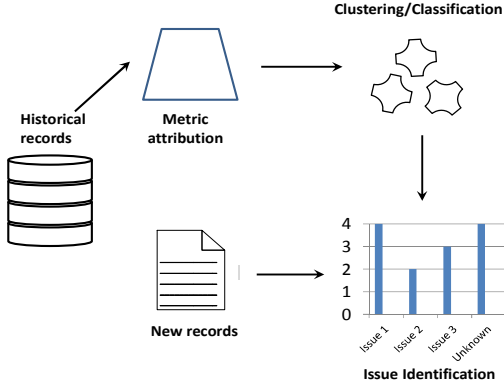 Clustering/Classification
Historical
records
Metric
attribution
New records
4
3
2
1
0
Issue 1
Issue 2
Issue 3
Unknown
Issue Identification